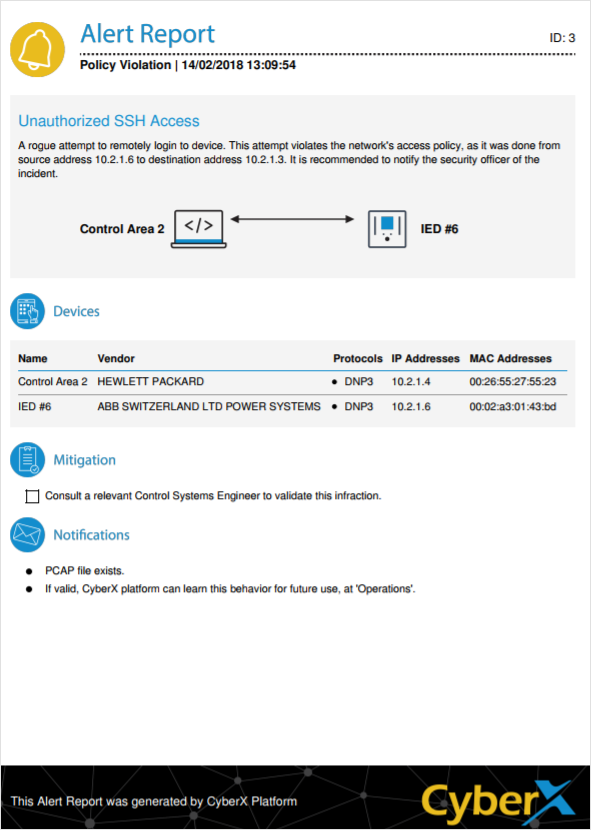 Alert Report
ID: 3
Policy Violation | 14/02/2018 13:09:54
Unauthorized SSH Access
A rogue attempt to remotely login to device. This attempt violates the network's access policy, as it was done from
source address 10.2.1.6 to destination address 10.2.1.3. It is recommended to notify the security officer of the
incident.
Control Area 2 </> IED #6
Devices
Name Vendor Protocols IP Addresses MAC Addresses
Control Area 2 HEWLETT PACKARD • DNP3 10.2.1.4 00:26:55:27:55:23
IED #6 ABB SWITZERLAND LTD POWER SYSTEMS • DNP3 10.2.1.6 00:02:a3:01:43:bd
Mitigation
Consult a relevant Control Systems Engineer to validate this infraction.
Notifications
• PCAP file exists.
• If valid, CyberX platform can learn this behavior for future use, at 'Operations'.
This Alert Report was generated by CyberX Platform
CyberX